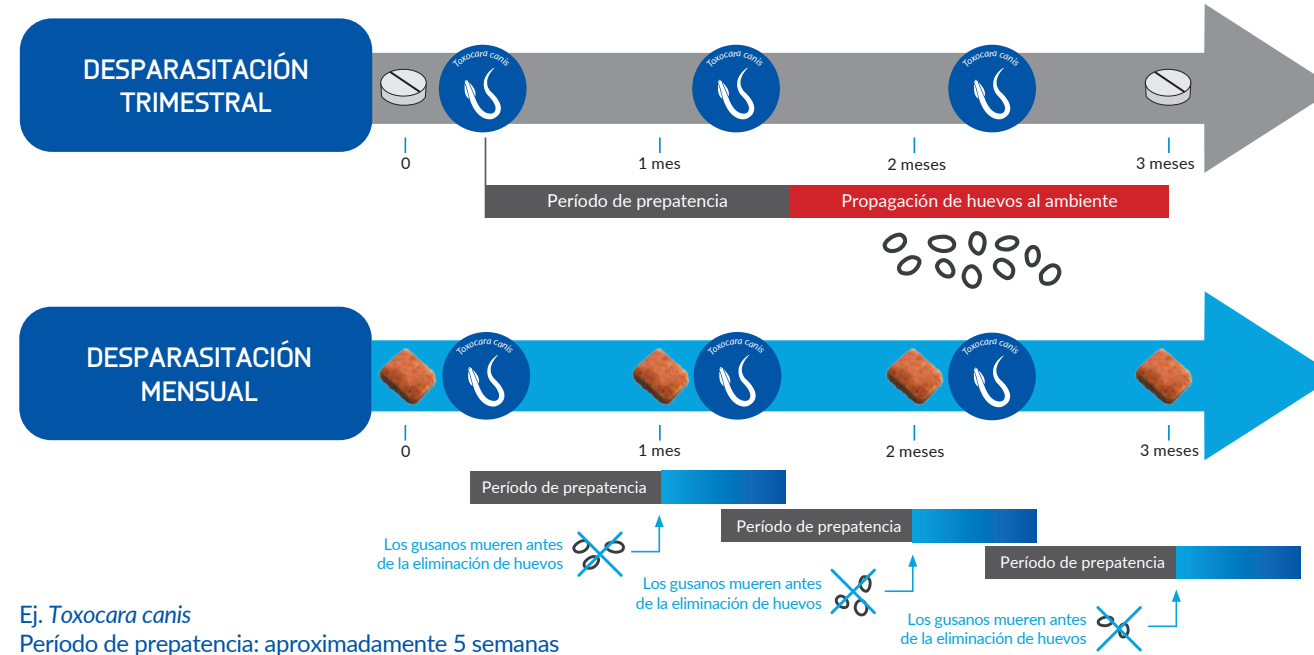 DESPARASITACIÓN
TRIMESTRAL
Toxocara canis
Toxocara canis
Toxocara canis
0
1 mes
2 meses
3 meses
Período de prepatencia
Propagación de huevos al ambiente
DESPARASITACIÓN
MENSUAL
Toxocara canis
Toxocara canis
Toxocara canis
0
1 mes
2 meses
3 meses
Período de prepatencia
Los gusanos mueren antes
de la eliminación de huevos
Período de prepatencia
Los gusanos mueren antes
de la eliminación de huevos
Período de prepatencia
Los gusanos mueren antes
de la eliminación de huevos
Ej. Toxocara canis
Período de prepatencia: aproximadamente 5 semanas